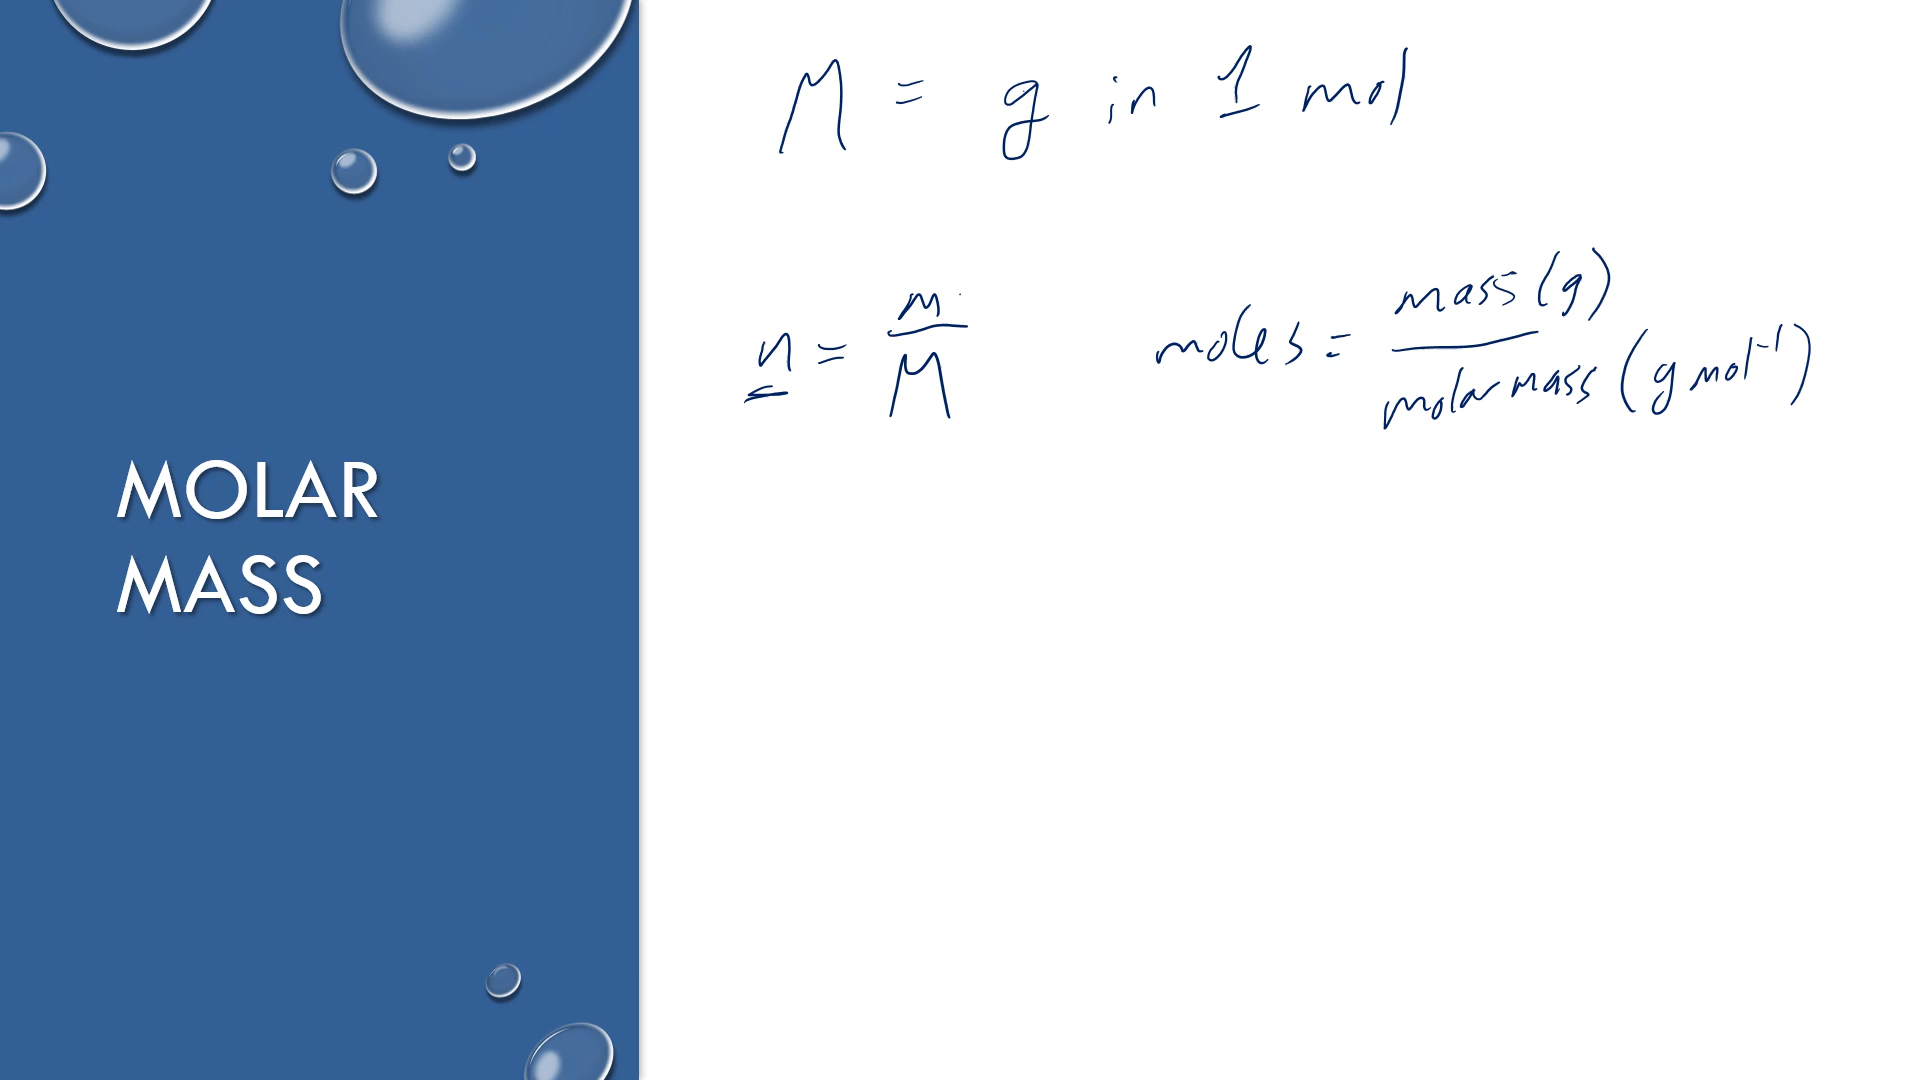 MOLAR
MASS
M = g in 1 mol
n = m/M
moles = mass (g)/molar mass (g mol⁻¹)